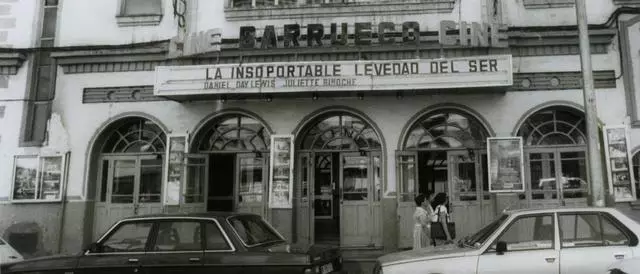 CINE BARRUECO CINE
LA INSOPORTABLE LEVEDAD DEL SER
DANIEL DAY LEWIS JULIETTE BINOCHE